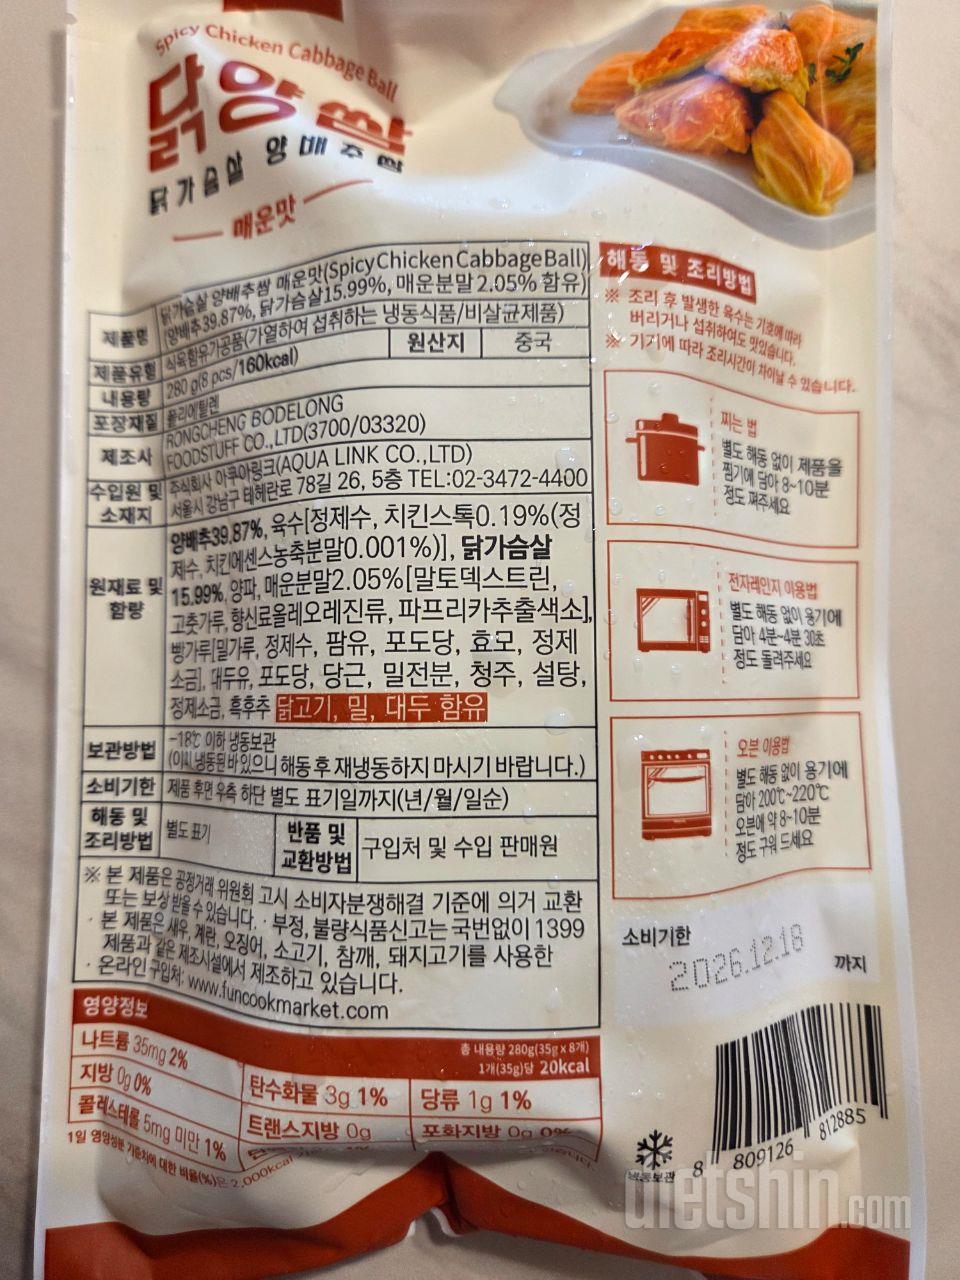 Spicy Chicken Cabbage Ball
닭양쌈
닭가슴살 양배추쌈
매운맛
제품명
닭가슴살 양배추쌈 매운맛(Spicy Chicken Cabbage Ball)
(양배추39.87%, 닭가슴살15.99%, 매운분말2.05% 함유)
제품유형
식육함유가공품(가열하여 섭취하는 냉동식품/비살균제품)
내용량
280 g(8 pcs/160kcal)
원산지
중국
포장재질
폴리에틸렌
제조사
RONGCHENG BODELONG
FOODSTUFF CO.,LTD(3700/03320)
수입원 및
소재지
주식회사 아쿠아링크(AQUA LINK CO.,LTD)
서울시 강남구 테헤란로 78길 26, 5층 TEL:02-3472-4400
원재료 및
함량
양배추39.87%, 육수[정제수, 치킨스톡0.19%(정
제수, 치킨에센스농축분말0.001%)], 닭가슴살
15.99%, 양파, 매운분말2.05%[말토덱스트린,
고춧가루, 향신료올레오레진류, 파프리카추출색소],
빵가루[밀가루, 정제수, 팜유, 포도당, 효모, 정제
소금], 대두유, 포도당, 당근, 밀전분, 청주, 설탕,
정제소금, 흑후추 닭고기, 밀, 대두 함유
보관방법
-18℃ 이하 냉동보관
(이미 냉동된 바 있으니 해동 후 재냉동하지 마시기 바랍니다.)
소비기한
제품 후면 우측 하단 별도 표기일까지(년/월/일순)
해동 및
조리방법
별도 표기
반품 및
교환방법
구입처 및 수입 판매원
※ 본 제품은 공정거래 위원회 고시 소비자분쟁해결 기준에 의거 교환
또는 보상 받을 수 있습니다. · 부정, 불량식품신고는 국번없이 1399
· 본 제품은 새우, 계란, 오징어, 소고기, 참깨, 돼지고기를 사용한
제품과 같은 제조시설에서 제조하고 있습니다.
· 온라인 구입처: www.funcookmarket.com
영양정보
총 내용량 280g(35g x 8개)
1개(35g)당 20kcal
나트륨 35mg 2%
탄수화물 3g 1%
당류 1g 1%
지방 0g 0%
트랜스지방 0g
포화지방 0g 0%
콜레스테롤 5mg 미만 1%
1일 영양성분 기준치에 대한 비율(%)은 2,000kcal
해동 및 조리방법
※ 조리 후 발생한 육수는 기호에 따라
버리거나 섭취하여도 맛있습니다.
※ 기기에 따라 조리시간이 차이날 수 있습니다.
찌는 법
별도 해동 없이 제품을
찜기에 담아 8~10분
정도 쪄주세요
전자레인지 이용법
별도 해동 없이 용기에
담아 4분~4분 30초
정도 돌려주세요
오븐 이용법
별도 해동 없이 용기에
담아 200℃~220℃
오븐에 약 8~10분
정도 구워 드세요
소비기한
2026.12.18
까지
냉동보관
8 809126 812885
dietshin.com